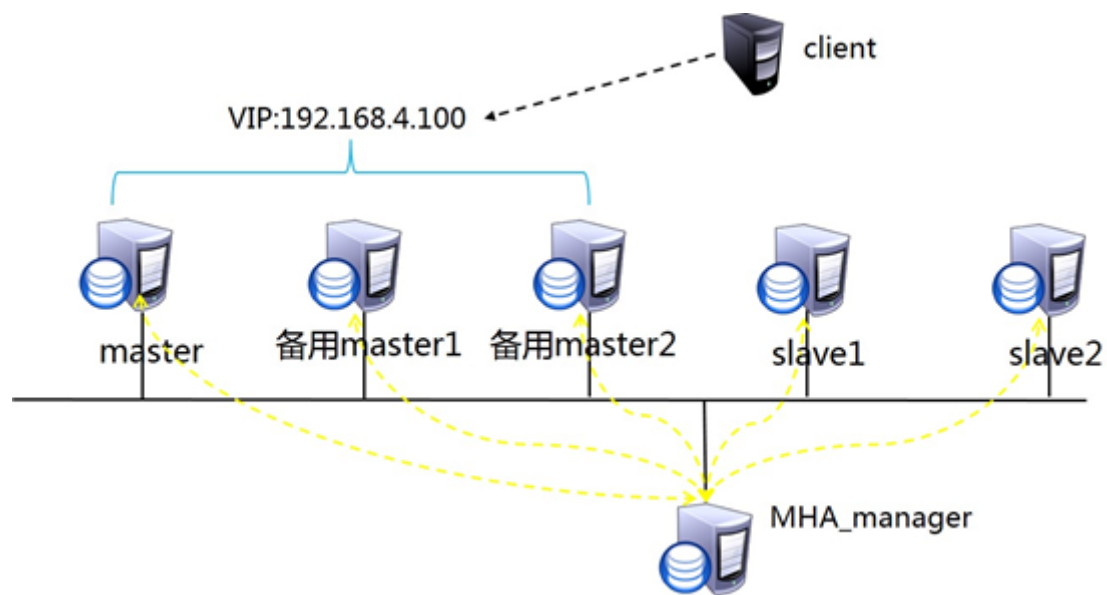 client
VIP:192.168.4.100
master
备用master1
备用master2
slave1
slave2
MHA_manager